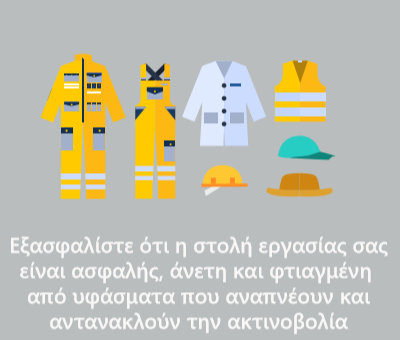 Εξασφαλίστε ότι η στολή εργασίας σας
είναι ασφαλής, άνετη και φτιαγμένη
από υφάσματα που αναπνέουν και
αντανακλούν την ακτινοβολία